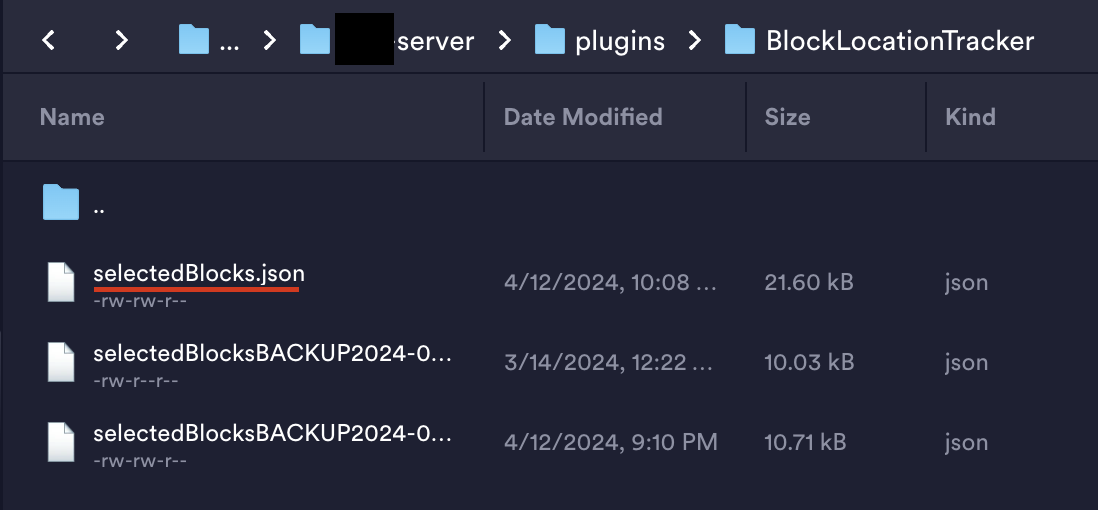 ... -server plugins BlockLocationTracker
Name Date Modified Size Kind
..
selectedBlocks.json 4/12/2024, 10:08 ... 21.60 kB json
-rw-rw-r--
selectedBlocksBACKUP2024-0... 3/14/2024, 12:22 ... 10.03 kB json
-rw-r--r--
selectedBlocksBACKUP2024-0... 4/12/2024, 9:10 PM 10.71 kB json
-rw-rw-r--